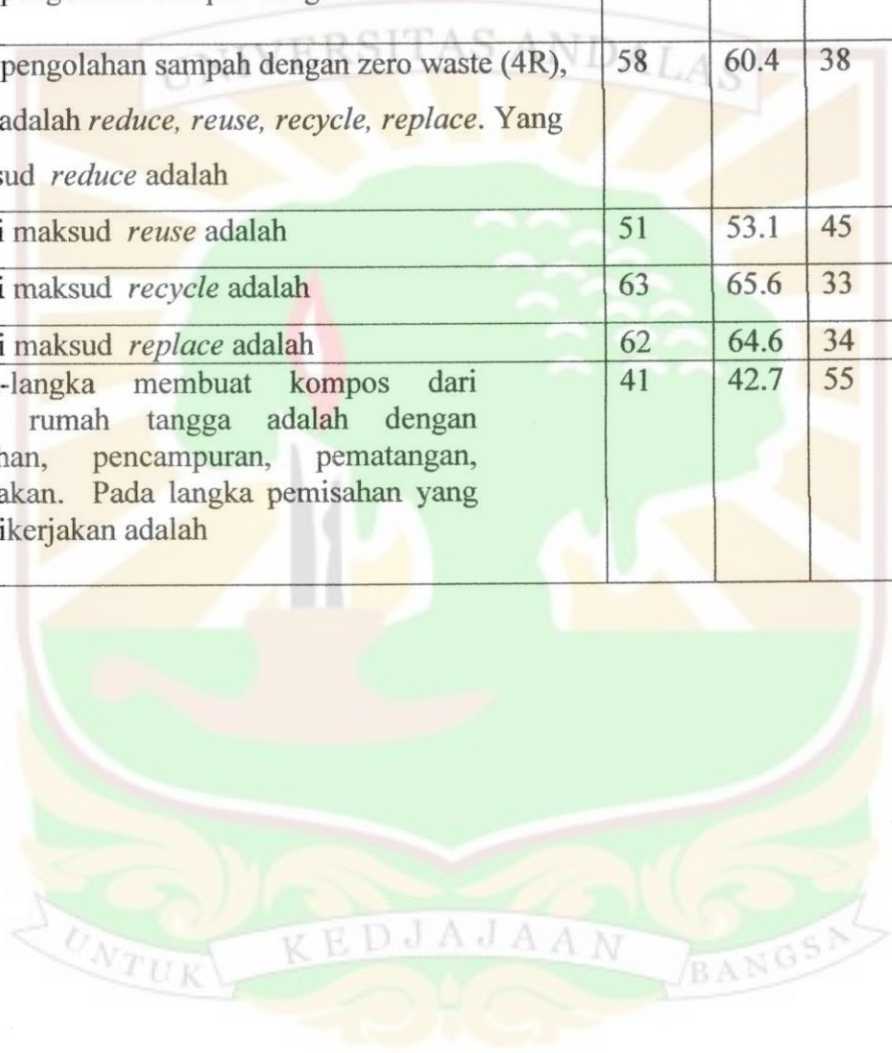 UNIVERSITAS ANDALAS
pengolahan sampah dengan zero waste (4R), 58 60.4 38
adalah reduce, reuse, recycle, replace. Yang
sud reduce adalah
i maksud reuse adalah 51 53.1 45
i maksud recycle adalah 63 65.6 33
i maksud replace adalah 62 64.6 34
-langka membuat kompos dari 41 42.7 55
rumah tangga adalah dengan
han, pencampuran, pematangan,
akan. Pada langka pemisahan yang
ikerjakan adalah
UNTUK KEDJAJAAN BANGSA